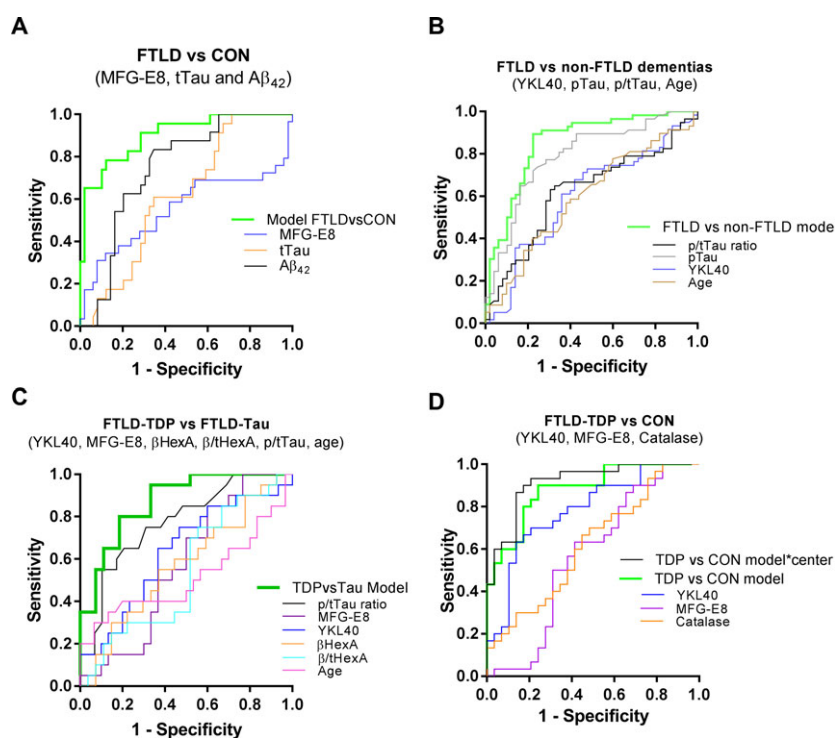 A
FTLD vs CON
(MFG-E8, tTau and Aβ42)
1.0
0.8
0.6
0.4
0.2
0.0
Sensitivity
Model FTLDvsCON
MFG-E8
tTau
Aβ42
0.0 0.2 0.4 0.6 0.8 1.0
1 - Specificity
B
FTLD vs non-FTLD dementias
(YKL40, pTau, p/tTau, Age)
1.0
0.8
0.6
0.4
0.2
0.0
Sensitivity
FTLD vs non-FTLD mode
p/tTau ratio
pTau
YKL40
Age
0.0 0.2 0.4 0.6 0.8 1.0
1 - Specificity
C
FTLD-TDP vs FTLD-Tau
(YKL40, MFG-E8, βHexA, β/tHexA, p/tTau, age)
1.0
0.8
0.6
0.4
0.2
0.0
Sensitivity
TDPvsTau Model
p/tTau ratio
MFG-E8
YKL40
βHexA
β/tHexA
Age
0.0 0.2 0.4 0.6 0.8 1.0
1 - Specificity
D
FTLD-TDP vs CON
(YKL40, MFG-E8, Catalase)
1.0
0.8
0.6
0.4
0.2
0.0
Sensitivity
TDP vs CON model*center
TDP vs CON model
YKL40
MFG-E8
Catalase
0.0 0.2 0.4 0.6 0.8 1.0
1 - Specificity